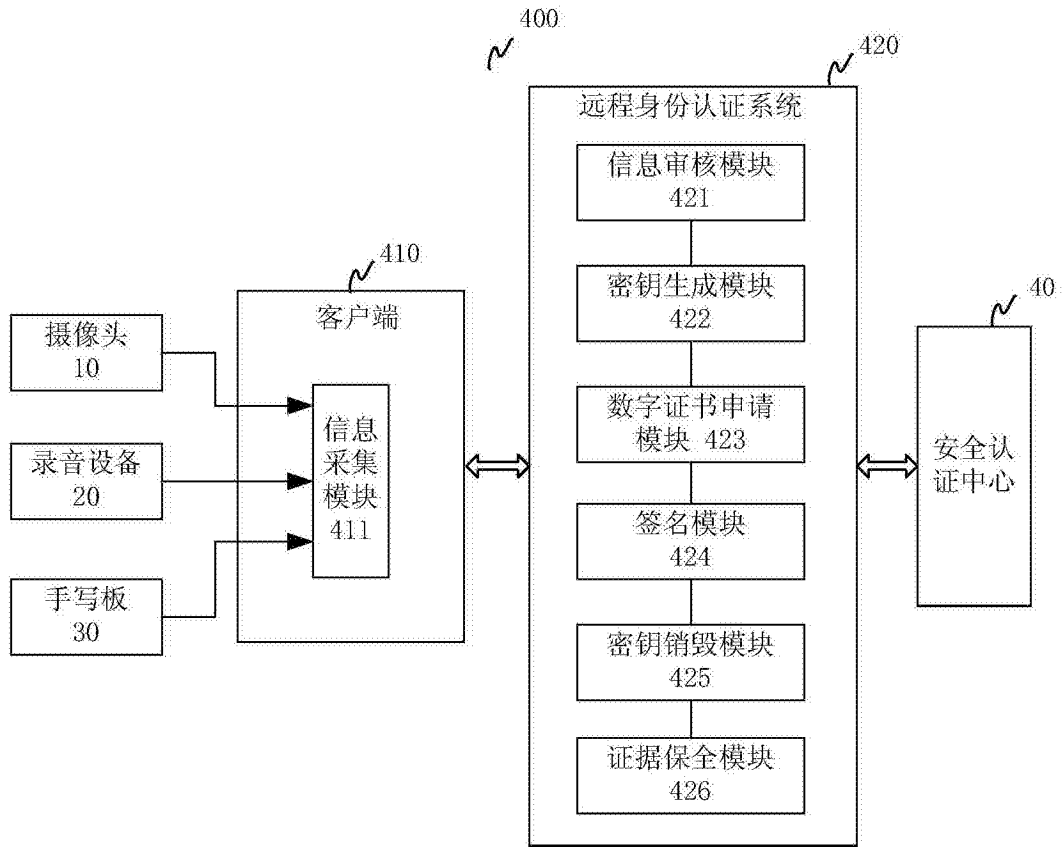 400
420
远程身份认证系统
信息审核模块
421
410
密钥生成模块
422
40
客户端
摄像头
10
数字证书申请
模块 423
信息
采集
模块
411
录音设备
20
安全认
证中心
签名模块
424
手写板
30
密钥销毁模块
425
证据保全模块
426